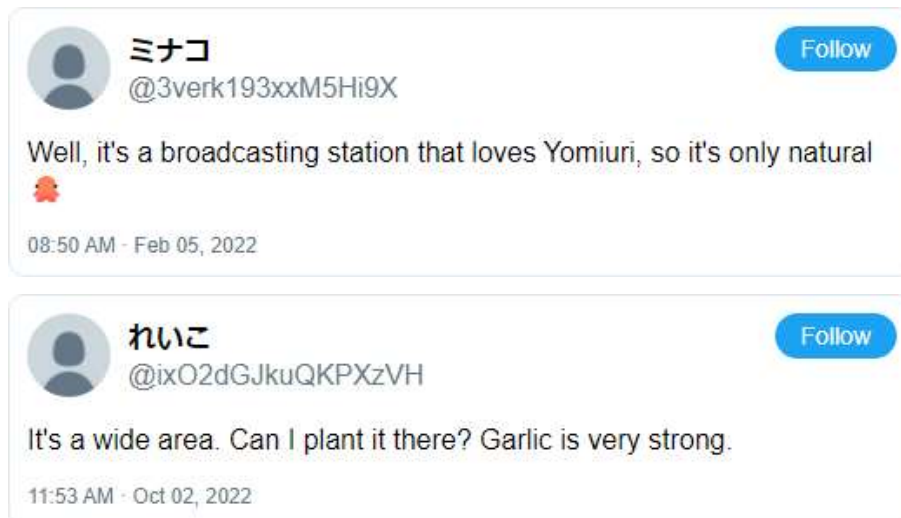 ミナコ
Follow
@3verk193xxM5Hi9X
Well, it's a broadcasting station that loves Yomiuri, so it's only natural
🐙
08:50 AM · Feb 05, 2022
れいこ
Follow
@ixO2dGJkuQKPXzVH
It's a wide area. Can I plant it there? Garlic is very strong.
11:53 AM · Oct 02, 2022